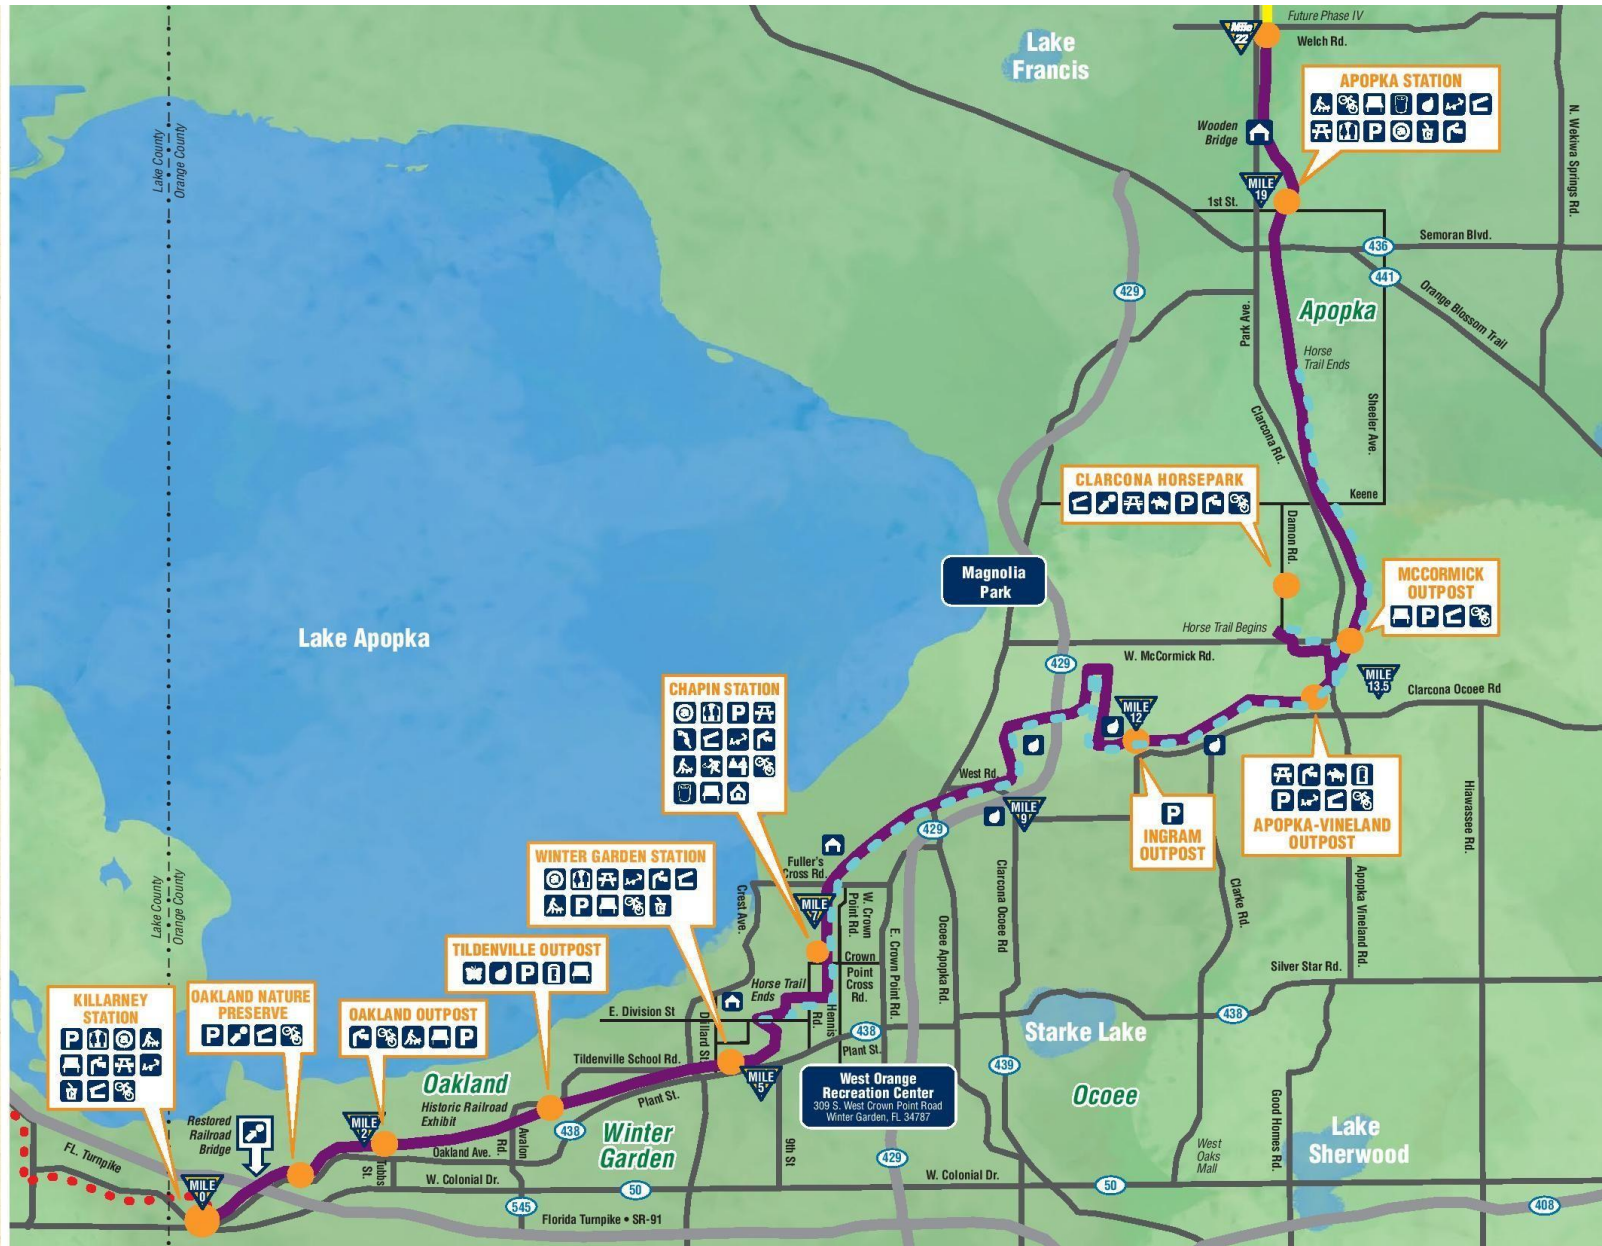 Future Phase IV
Mile
22
Welch Rd.
Lake
Francis
APOPKA STATION
Wooden
Bridge
N. Wekiwa Springs Rd.
Lake County
Orange County
MILE
19
1st St.
436
Semoran Blvd.
441
429
Orange Blossom Trail
Park Ave.
Apopka
Horse
Trail Ends
Sheeler Ave.
Clarcona Rd.
CLARCONA HORSEPARK
Keene
Damon Rd.
Magnolia
Park
MCCORMICK
OUTPOST
Horse Trail Begins
Lake Apopka
W. McCormick Rd.
429
MILE
13.5
Clarcona Ocoee Rd
CHAPIN STATION
MILE
12
West Rd.
MILE
9
INGRAM
OUTPOST
APOPKA-VINELAND
OUTPOST
Hiawassee Rd.
429
WINTER GARDEN STATION
Fuller's
Cross Rd.
Lake County
Orange County
Crest Ave.
MILE
7
W. Crown
Point Rd.
E. Crown Point Rd.
Ocoee Apopka Rd.
Clarcona Ocoee Rd
Clarke Rd.
Apopka Vineland Rd.
TILDENVILLE OUTPOST
Crown
Point
Cross
Rd.
Silver Star Rd.
KILLARNEY
STATION
OAKLAND NATURE
PRESERVE
OAKLAND OUTPOST
Horse Trail
Ends
E. Division St
Dillard St.
Rd.
Hennis
438
Plant St.
438
Starke Lake
Tildenville School Rd.
MILE
5
West Orange
Recreation Center
309 S. West Crown Point Road
Winter Garden, FL 34787
439
Ocoee
Oakland
Historic Railroad
Exhibit
Plant St.
Restored
Railroad
Bridge
MILE
2
438
Winter
Garden
Avalon
Rd.
Oakland Ave.
9th St
429
Good Homes Rd.
West
Oaks
Mall
Lake
Sherwood
FL. Turnpike
MILE
0
Tubbs
St.
W. Colonial Dr.
50
W. Colonial Dr.
50
545
Florida Turnpike • SR-91
408